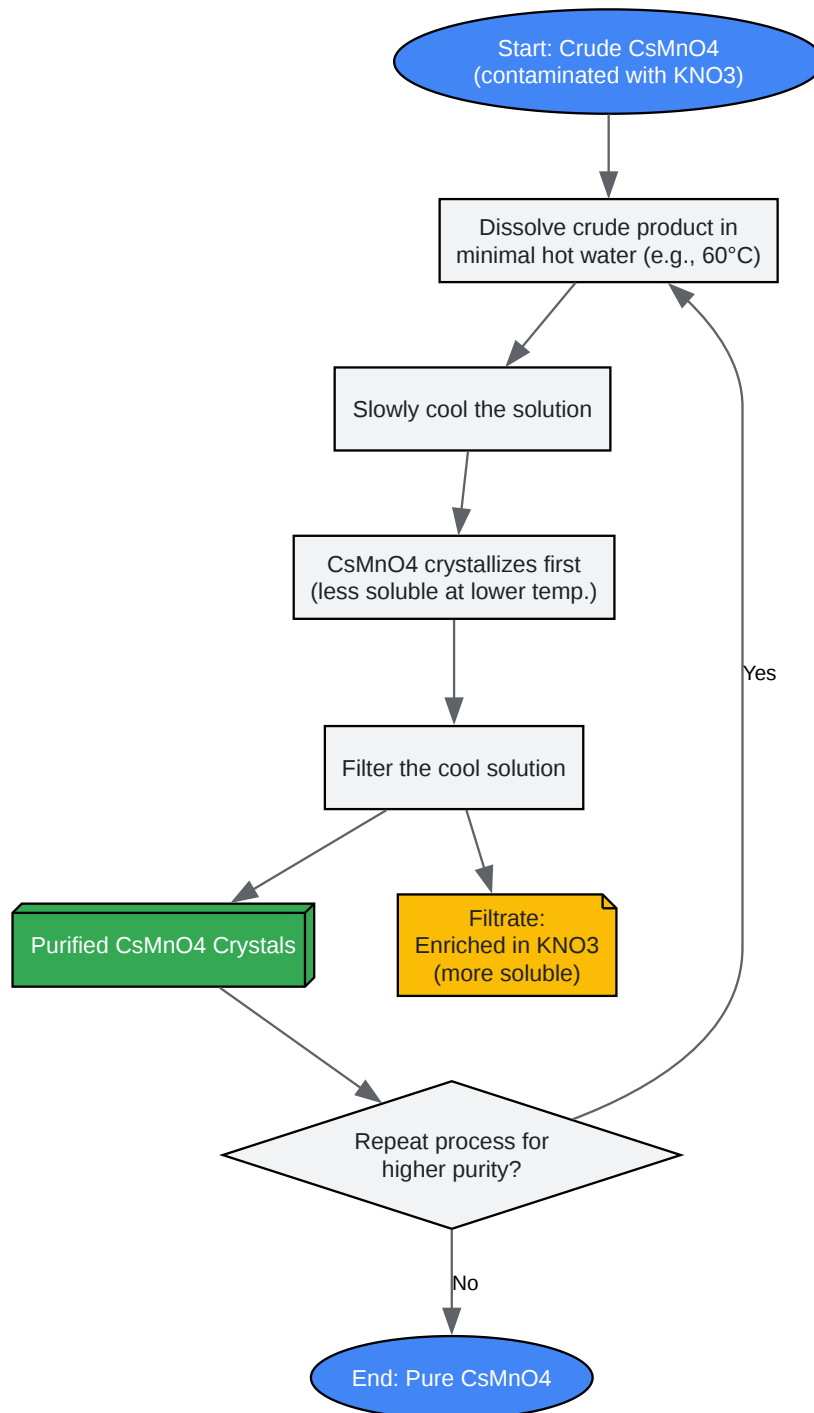 Start: Crude CsMnO4
(contaminated with KNO3)
Dissolve crude product in
minimal hot water (e.g., 60°C)
Slowly cool the solution
CsMnO4 crystallizes first
(less soluble at lower temp.)
Yes
Filter the cool solution
Purified CsMnO4 Crystals
Filtrate:
Enriched in KNO3
(more soluble)
Repeat process for
higher purity?
No
End: Pure CsMnO4